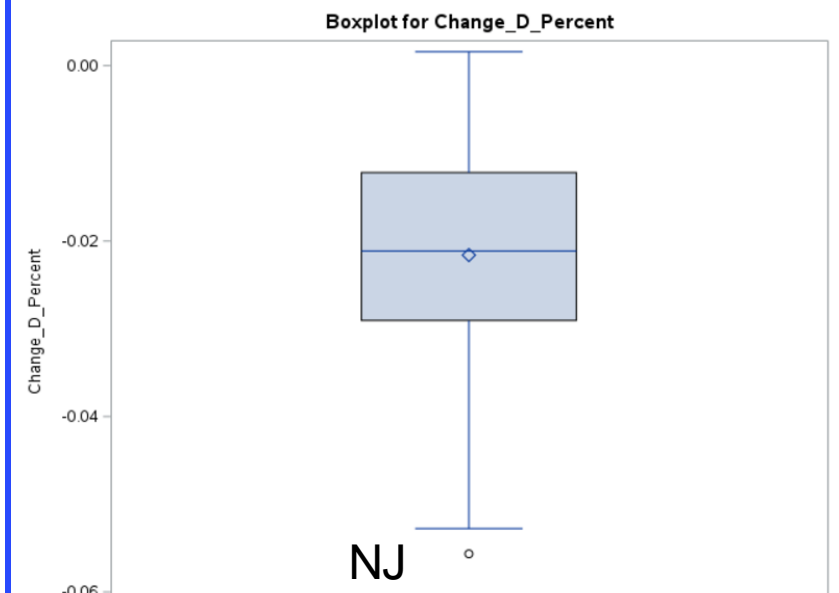 Boxplot for Change_D_Percent
0.00
-0.02
Change_D_Percent
-0.04
NJ
-0.06